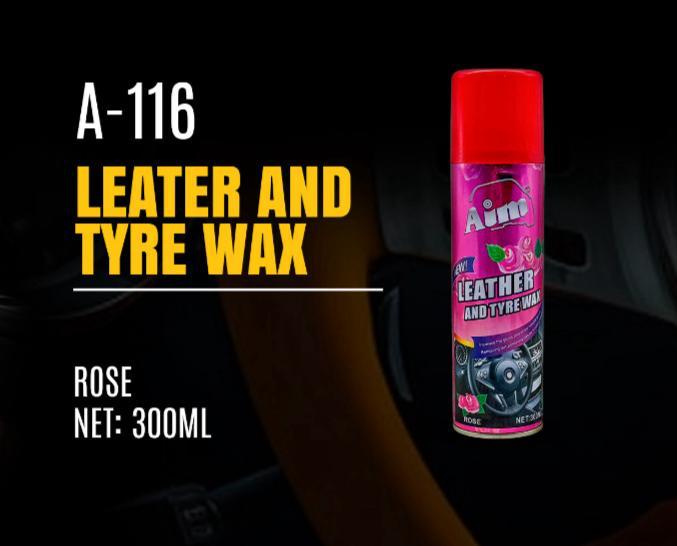 A-116
LEATER AND
TYRE WAX
ROSE
NET: 300ML
Aim
NEW!
LEATHER
AND TYRE WAX
ROSE